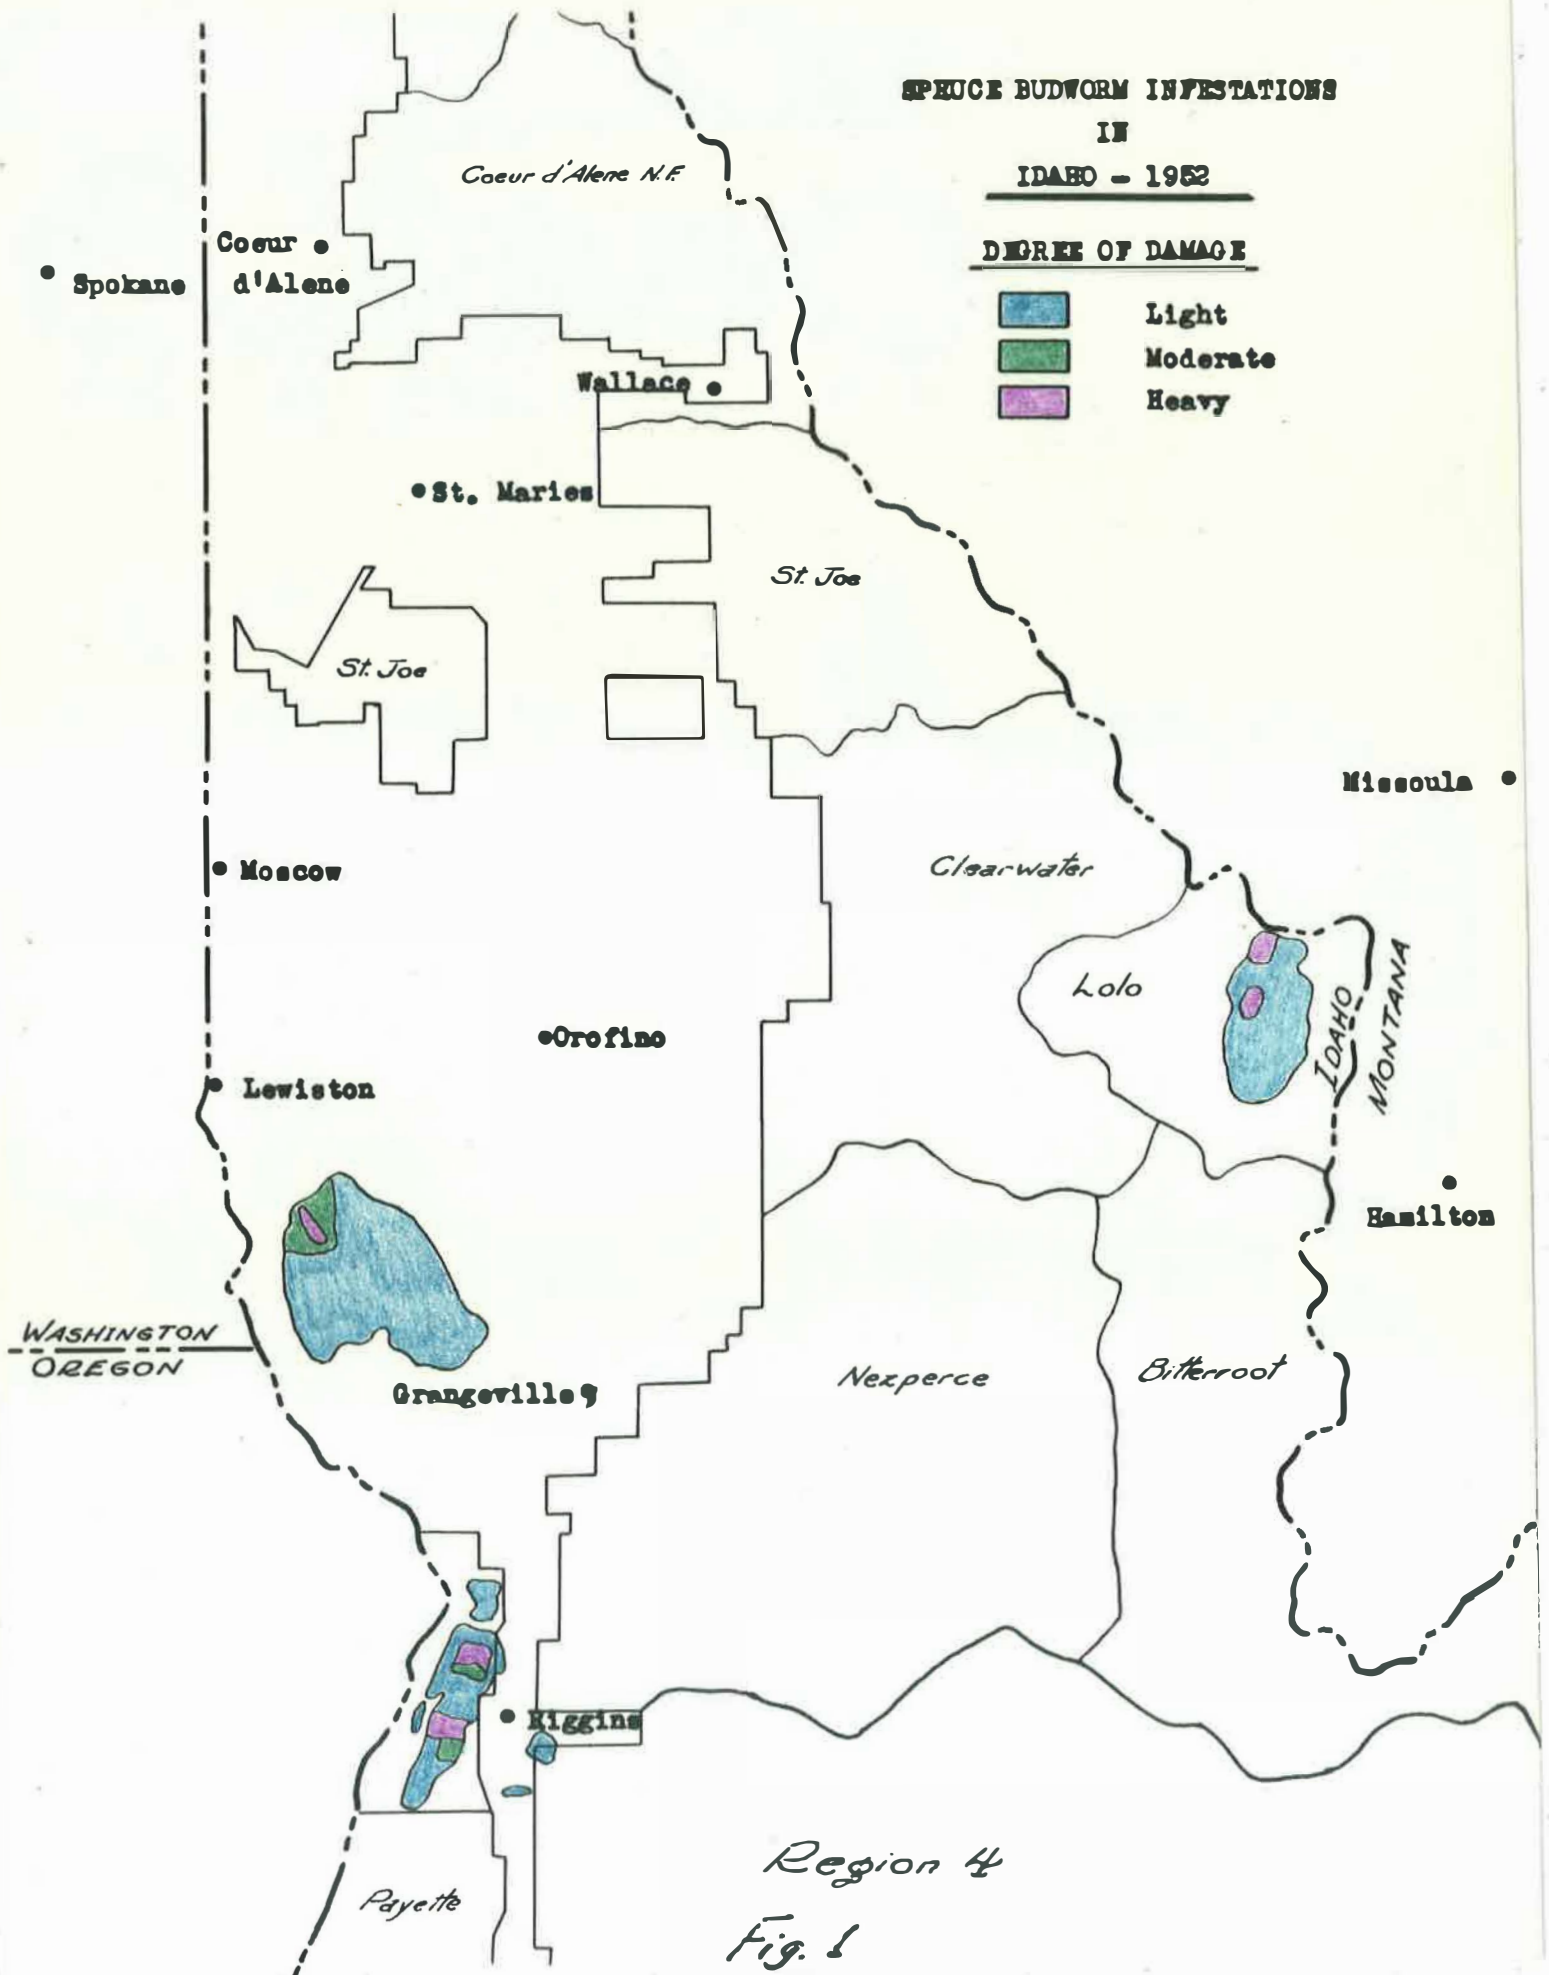 SPRUCE BUDWORM INFESTATIONS
IN
IDAHO - 1952
DEGREE OF DAMAGE
Light
Moderate
Heavy
Coeur d'Alene N.F.
Coeur
d'Alene
Spokane
Wallace
St. Maries
St. Joe
St. Joe
Missoula
Moscow
Clearwater
Lolo
IDAHO
MONTANA
Orofino
Lewiston
Hamilton
WASHINGTON
OREGON
Grangeville
Nezperce
Bitterroot
Riggins
Region 4
Payette
Fig. 1